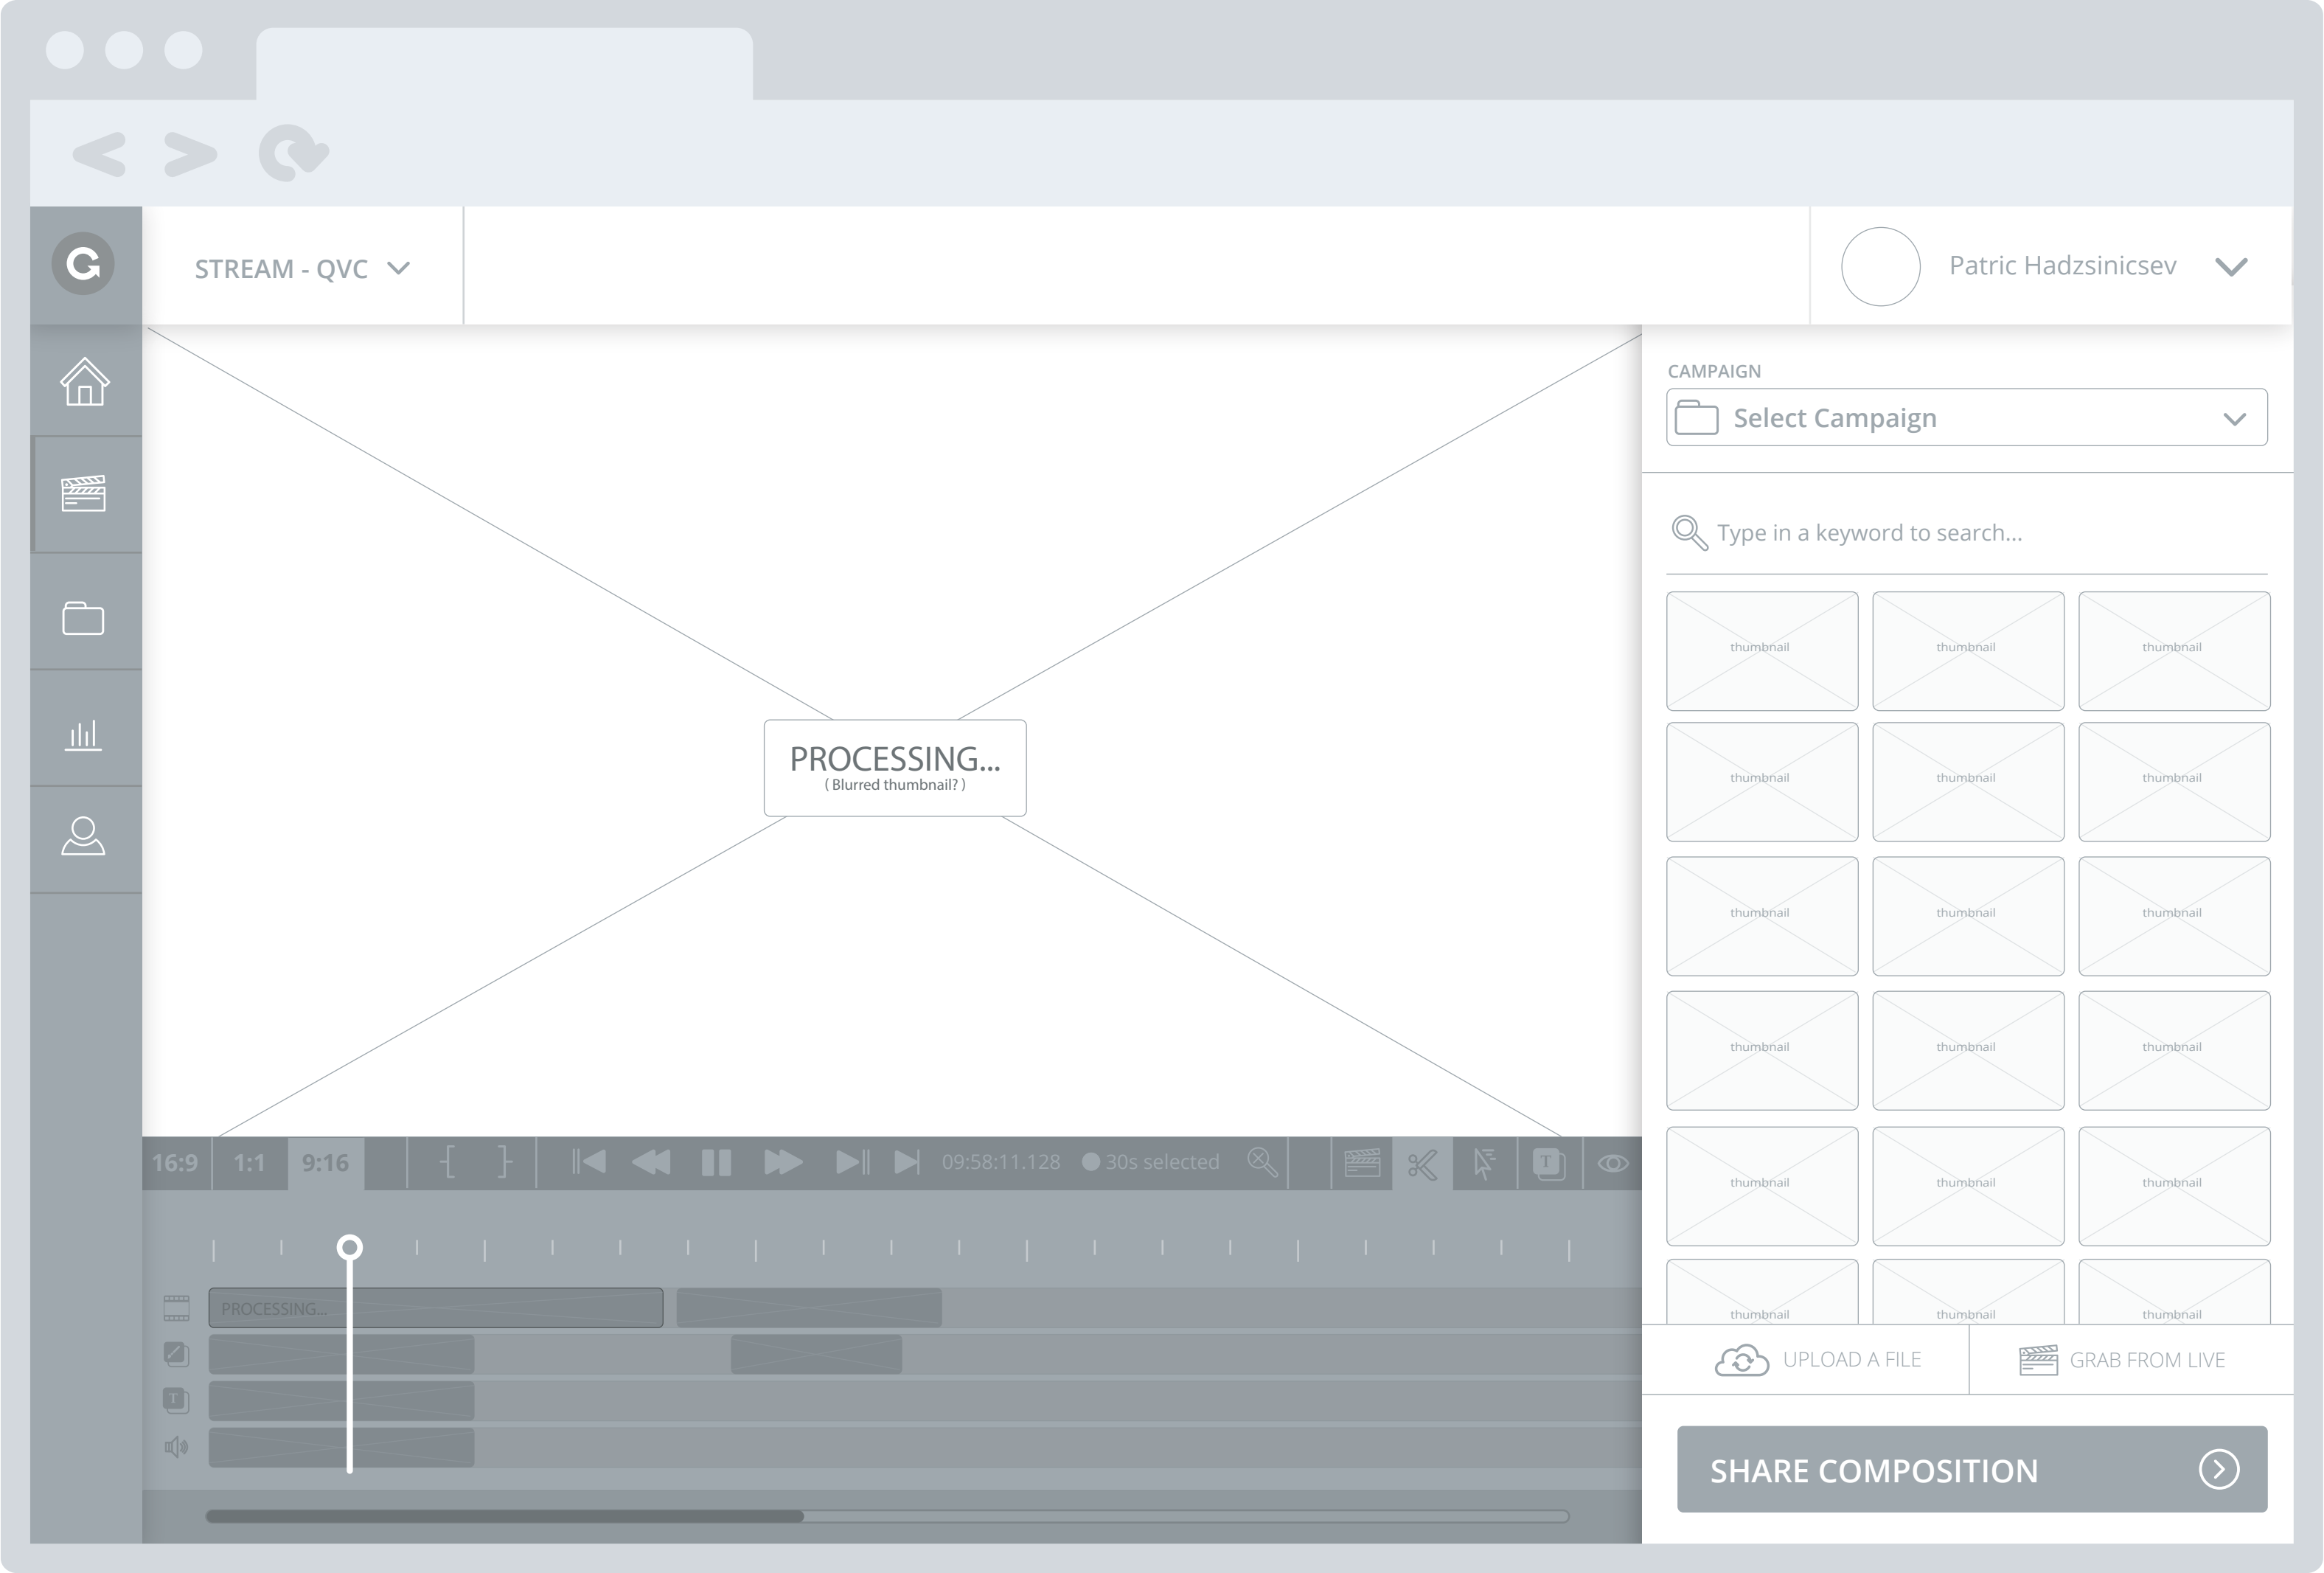 STREAM - QVC
Patric Hadzsinicsev
CAMPAIGN
Select Campaign
Type in a keyword to search...
thumbnail thumbnail thumbnail
thumbnail thumbnail thumbnail
thumbnail thumbnail thumbnail
thumbnail thumbnail thumbnail
thumbnail thumbnail thumbnail
thumbnail thumbnail thumbnail
UPLOAD A FILE GRAB FROM LIVE
SHARE COMPOSITION
PROCESSING...
( Blurred thumbnail? )
16:9 1:1 9:16 { } 09:58:11.128 30s selected T
PROCESSING...
T